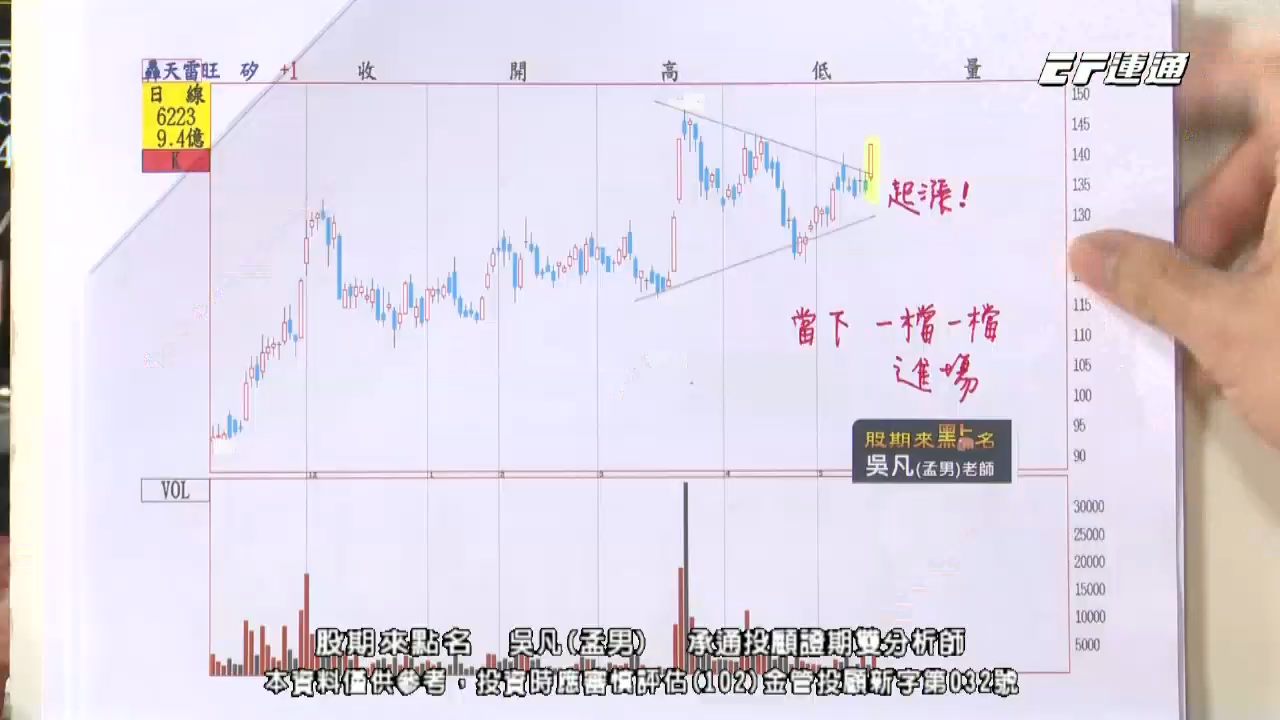 轟天雷旺 矽 +1 收 開 高 低 量
EF運通
日線
6223
9.4億
K
150
145
140
135
130
115
110
105
100
95
90
起漲!
當下 一檔一檔
進場
股期來點名
吳凡(孟男)老師
VOL
30000
25000
20000
15000
10000
5000
股期來點名 吳凡(孟男) 承通投顧證期雙分析師
本資料僅供參考,投資時應審慎評估(102)金管投顧新字第032號